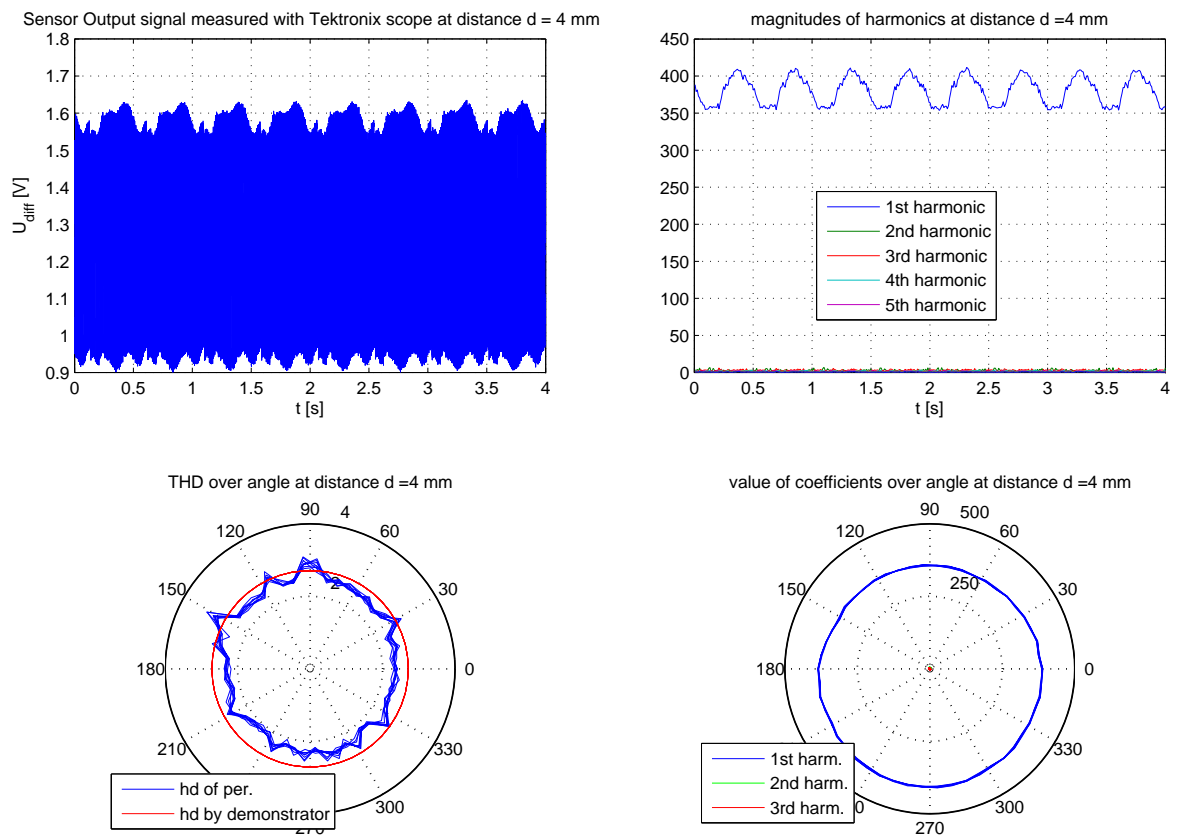 Sensor Output signal measured with Tektronix scope at distance d = 4 mm
1.8
1.7
1.6
1.5
1.4
1.3
1.2
1.1
1
0.9
U_diff [V]
0 0.5 1 1.5 2 2.5 3 3.5 4
t [s]
magnitudes of harmonics at distance d =4 mm
450
400
350
300
250
200
150
100
50
0
1st harmonic
2nd harmonic
3rd harmonic
4th harmonic
5th harmonic
0 0.5 1 1.5 2 2.5 3 3.5 4
t [s]
THD over angle at distance d =4 mm
90 4
120 60
150 30
2
180 0
210 330
300
270
hd of per.
hd by demonstrator
value of coefficients over angle at distance d =4 mm
90 500
120 60
150 30
250
180 0
330
300
270
1st harm.
2nd harm.
3rd harm.